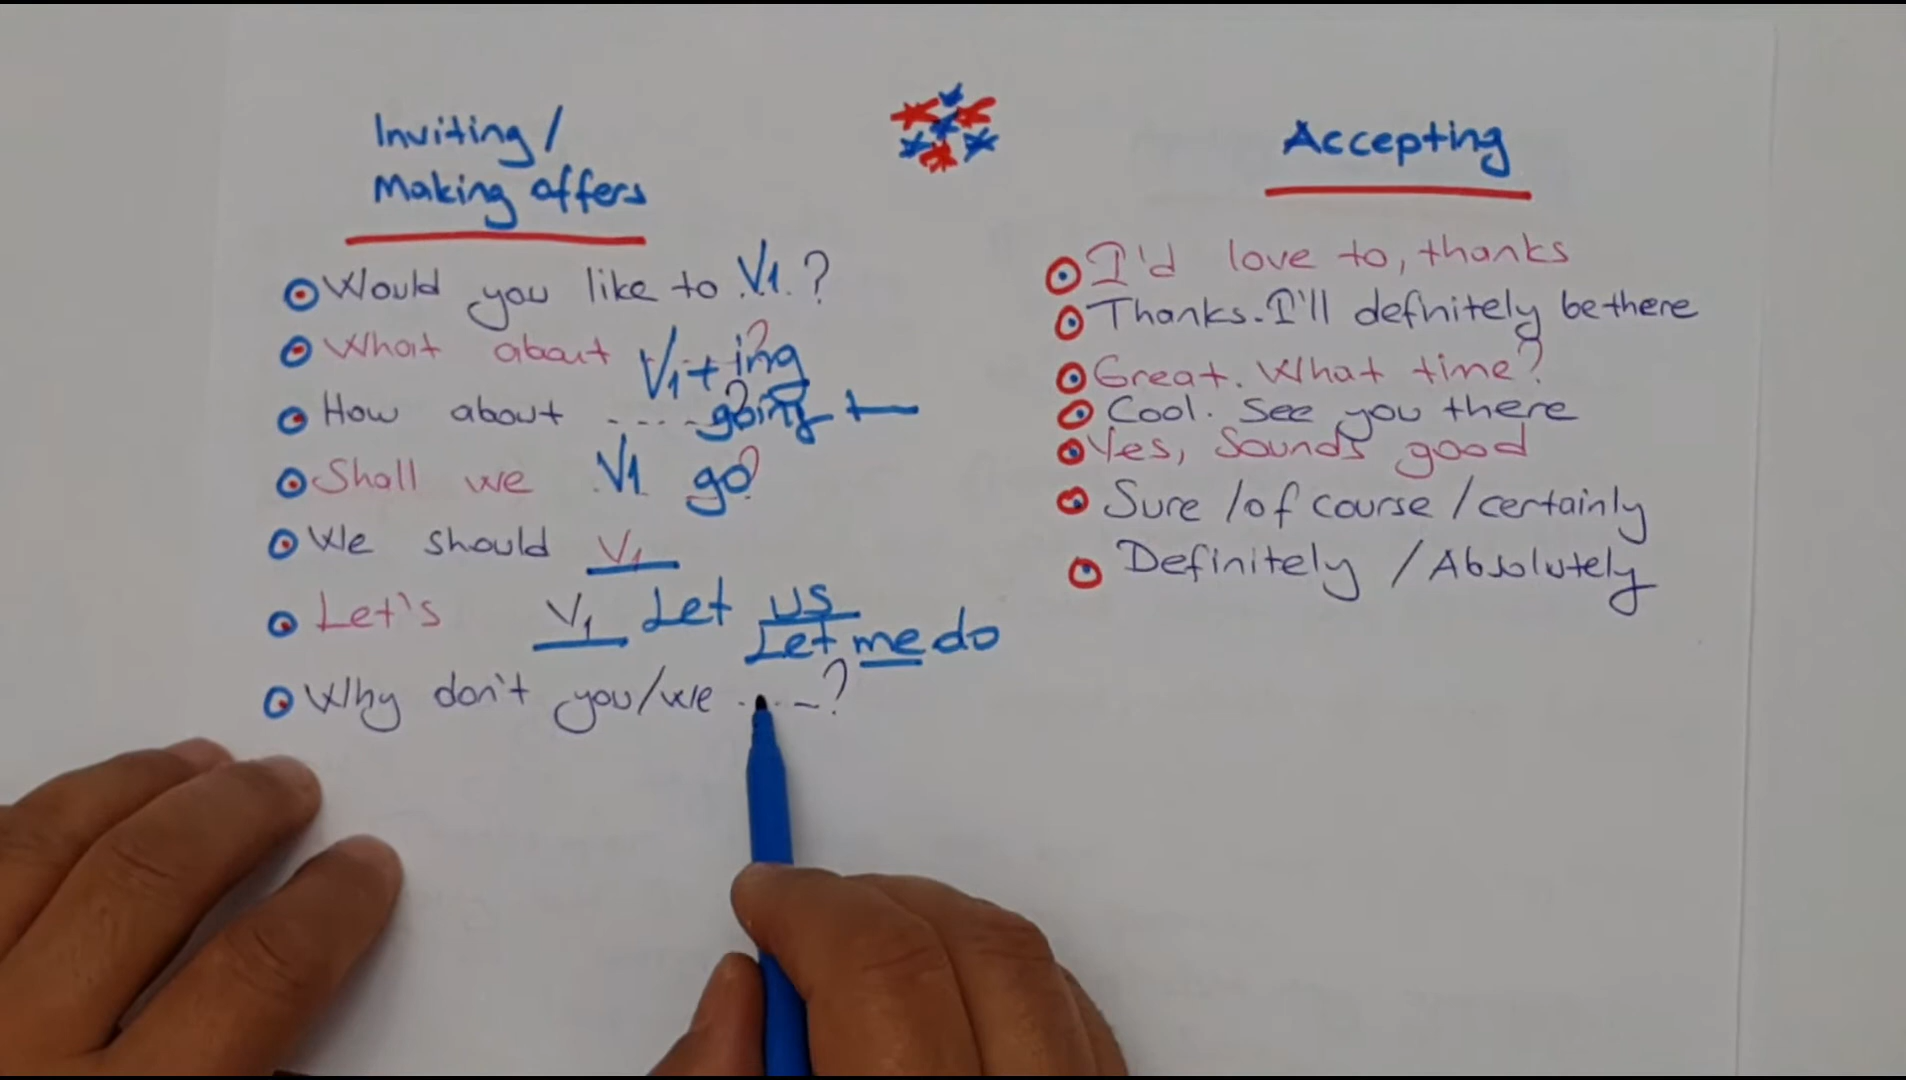 Inviting /
Making offers
Would you like to .V1. ?
What about V1 + ing ?
How about ....going t ?
Shall we .V1. go?
We should V1
Let's V1 Let us
Let me do
Why don't you/we ....?
Accepting
I'd love to, thanks
Thanks. I'll defnitely be there
Great. What time?
Cool. See you there
Yes, Sounds good
Sure /of course /certainly
Definitely /Absolutely